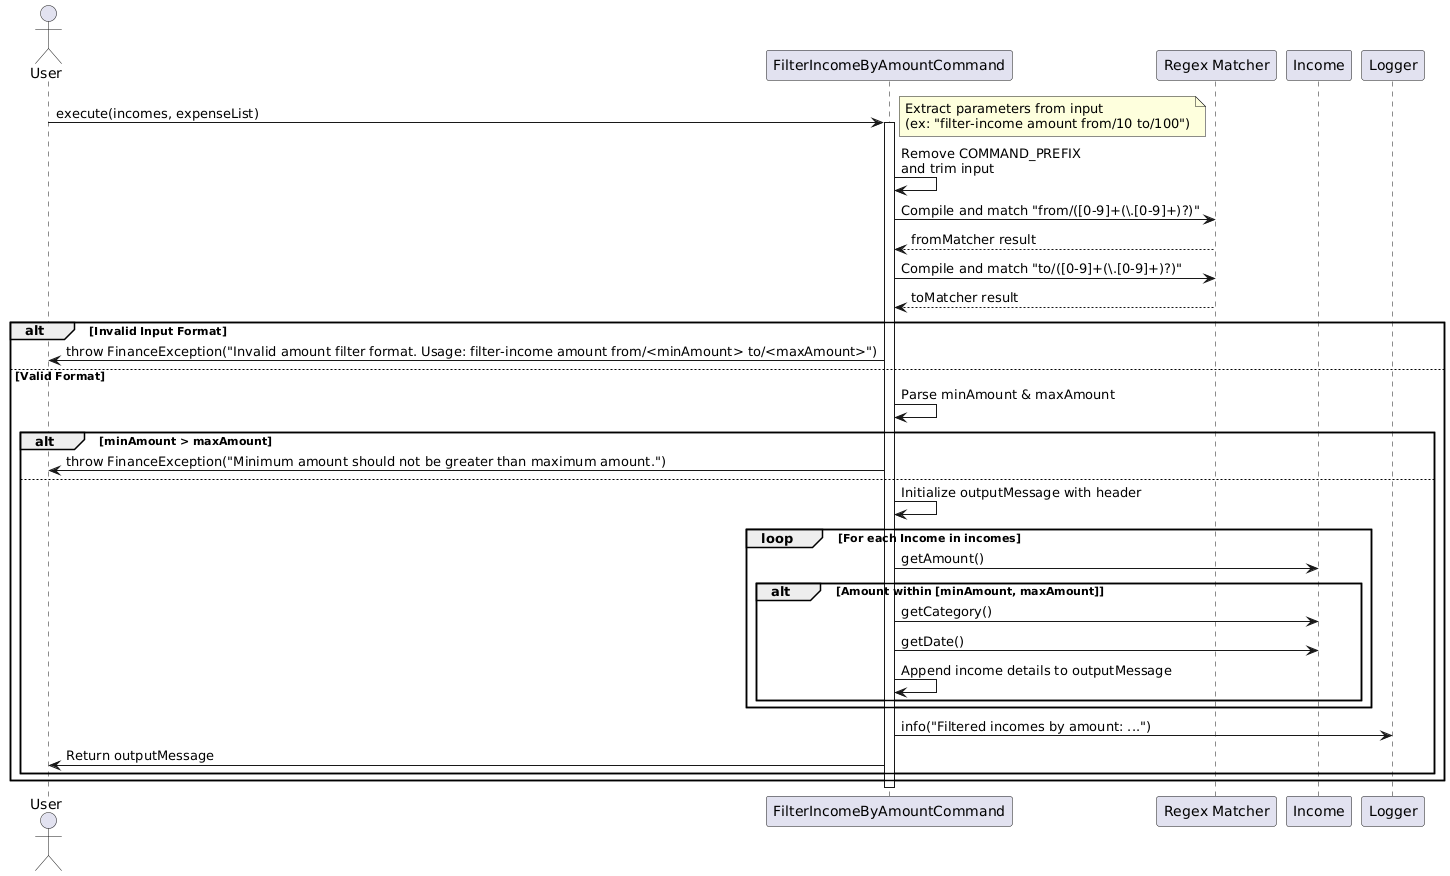 User
FilterIncomeByAmountCommand
Regex Matcher
Income
Logger
execute(incomes, expenseList)
Extract parameters from input
(ex: "filter-income amount from/10 to/100")
Remove COMMAND_PREFIX
and trim input
Compile and match "from/([0-9]+(\.[0-9]+)?)"
fromMatcher result
Compile and match "to/([0-9]+(\.[0-9]+)?)"
toMatcher result
alt [Invalid Input Format]
throw FinanceException("Invalid amount filter format. Usage: filter-income amount from/<minAmount> to/<maxAmount>")
[Valid Format]
Parse minAmount & maxAmount
alt [minAmount > maxAmount]
throw FinanceException("Minimum amount should not be greater than maximum amount.")
Initialize outputMessage with header
loop [For each Income in incomes]
getAmount()
alt [Amount within [minAmount, maxAmount]]
getCategory()
getDate()
Append income details to outputMessage
info("Filtered incomes by amount: ...")
Return outputMessage
User
FilterIncomeByAmountCommand
Regex Matcher
Income
Logger